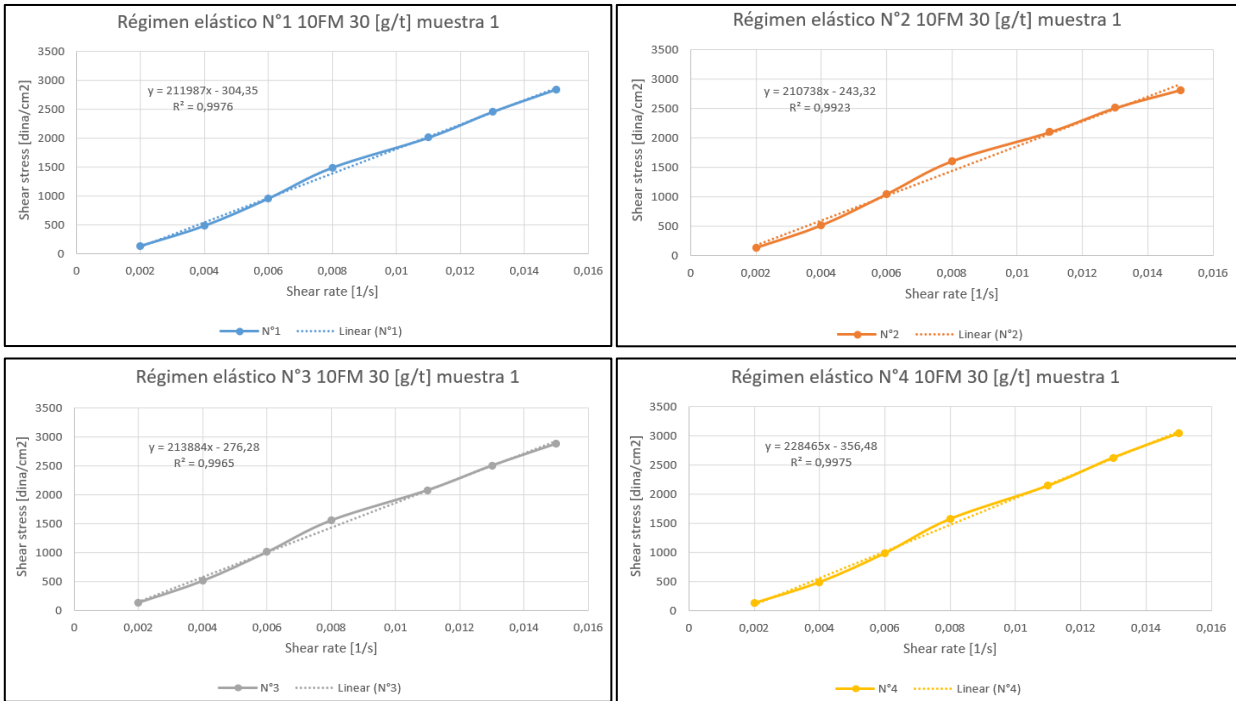 Régimen elástico N°1 10FM 30 [g/t] muestra 1
y = 211987x - 304,35
R² = 0,9976
Shear stress [dina/cm2]
3500
3000
2500
2000
1500
1000
500
0
0 0,002 0,004 0,006 0,008 0,01 0,012 0,014 0,016
Shear rate [1/s]
N°1 Linear (N°1)
Régimen elástico N°2 10FM 30 [g/t] muestra 1
y = 210738x - 243,32
R² = 0,9923
Shear stress [dina/cm2]
3500
3000
2500
2000
1500
1000
500
0
0 0,002 0,004 0,006 0,008 0,01 0,012 0,014 0,016
Shear rate [1/s]
N°2 Linear (N°2)
Régimen elástico N°3 10FM 30 [g/t] muestra 1
y = 213884x - 276,28
R² = 0,9965
Shear stress [dina/cm2]
3500
3000
2500
2000
1500
1000
500
0
0 0,002 0,004 0,006 0,008 0,01 0,012 0,014 0,016
Shear rate [1/s]
N°3 Linear (N°3)
Régimen elástico N°4 10FM 30 [g/t] muestra 1
y = 228465x - 356,48
R² = 0,9975
Shear stress [dina/cm2]
3500
3000
2500
2000
1500
1000
500
0
0 0,002 0,004 0,006 0,008 0,01 0,012 0,014 0,016
Shear rate [1/s]
N°4 Linear (N°4)